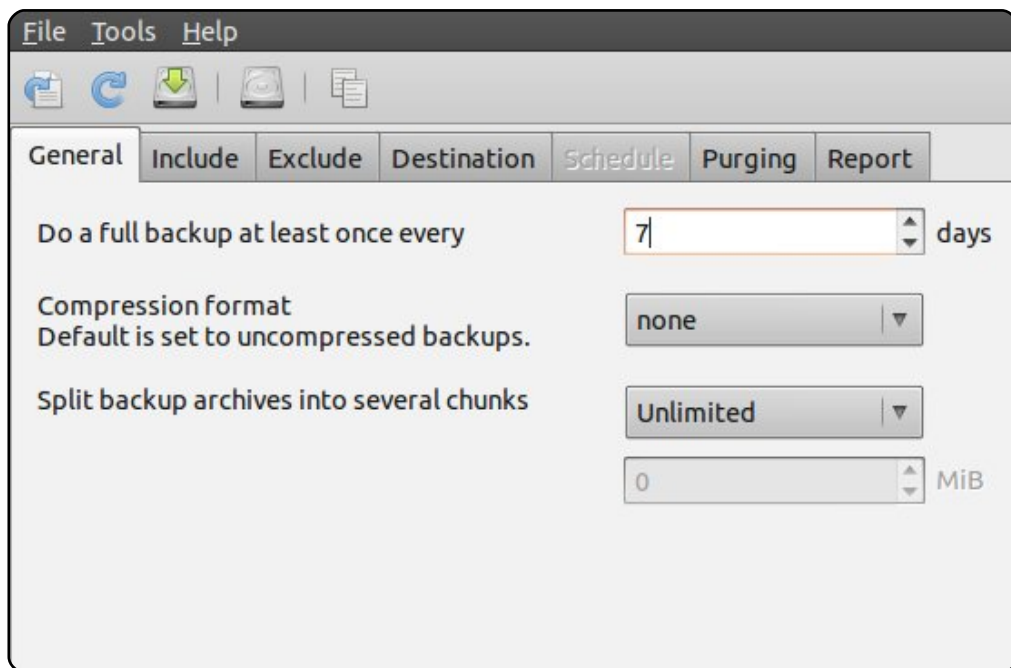 File Tools Help
General Include Exclude Destination Schedule Purging Report
Do a full backup at least once every 7 days
Compression format
Default is set to uncompressed backups.
none
Split backup archives into several chunks Unlimited
0 MiB